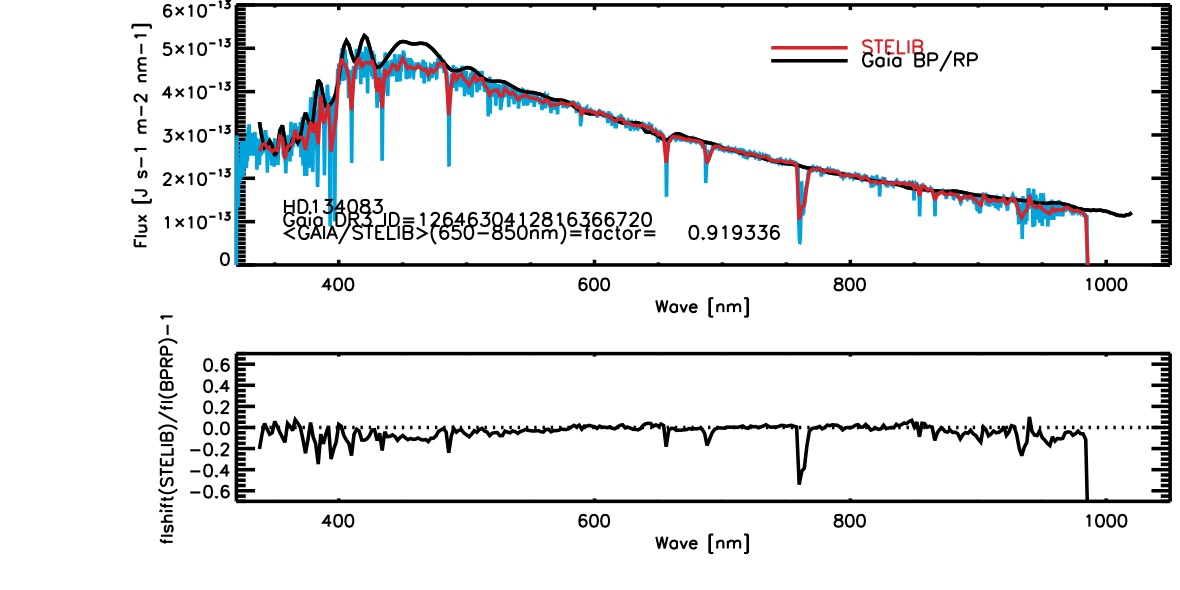 6×10−13
5×10−13
4×10−13
3×10−13
2×10−13
1×10−13
0
Flux [J s−1 m−2 nm−1]
STELIB
Gaia BP/RP
HD134083
Gaia DR3 ID=1264630412816366720
<GAIA/STELIB>(650−850nm)=factor= 0.919336
400 600 800 1000
Wave [nm]
0.6
0.4
0.2
0.0
−0.2
−0.4
−0.6
flshift(STELIB)/fl(BPRP)−1
400 600 800 1000
Wave [nm]